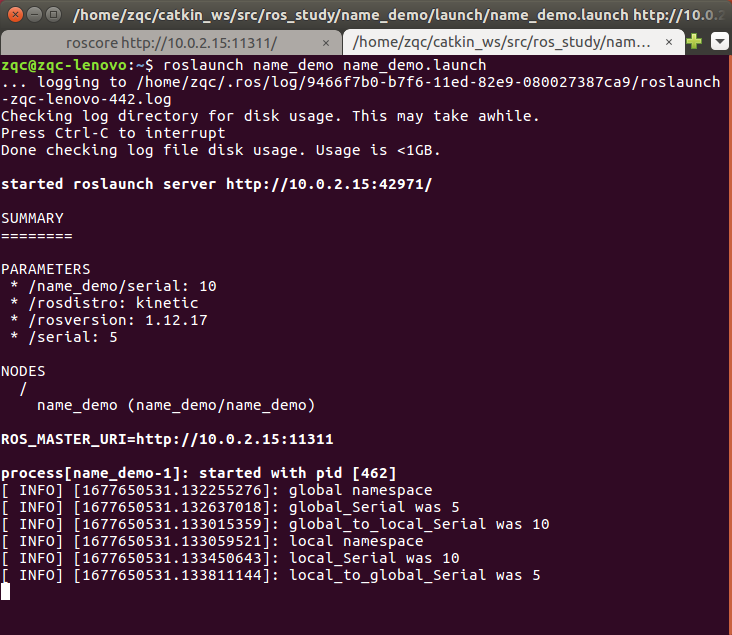 /home/zqc/catkin_ws/src/ros_study/name_demo/launch/name_demo.launch http://10.0.2
roscore http://10.0.2.15:11311/ ×
/home/zqc/catkin_ws/src/ros_study/nam... ×
zqc@zqc-lenovo:~$ roslaunch name_demo name_demo.launch
... logging to /home/zqc/.ros/log/9466f7b0-b7f6-11ed-82e9-080027387ca9/roslaunch
-zqc-lenovo-442.log
Checking log directory for disk usage. This may take awhile.
Press Ctrl-C to interrupt
Done checking log file disk usage. Usage is <1GB.
started roslaunch server http://10.0.2.15:42971/
SUMMARY
========
PARAMETERS
* /name_demo/serial: 10
* /rosdistro: kinetic
* /rosversion: 1.12.17
* /serial: 5
NODES
/
name_demo (name_demo/name_demo)
ROS_MASTER_URI=http://10.0.2.15:11311
process[name_demo-1]: started with pid [462]
[ INFO] [1677650531.132255276]: global namespace
[ INFO] [1677650531.132637018]: global_Serial was 5
[ INFO] [1677650531.133015359]: global_to_local_Serial was 10
[ INFO] [1677650531.133059521]: local namespace
[ INFO] [1677650531.133450643]: local_Serial was 10
[ INFO] [1677650531.133811144]: local_to_global_Serial was 5